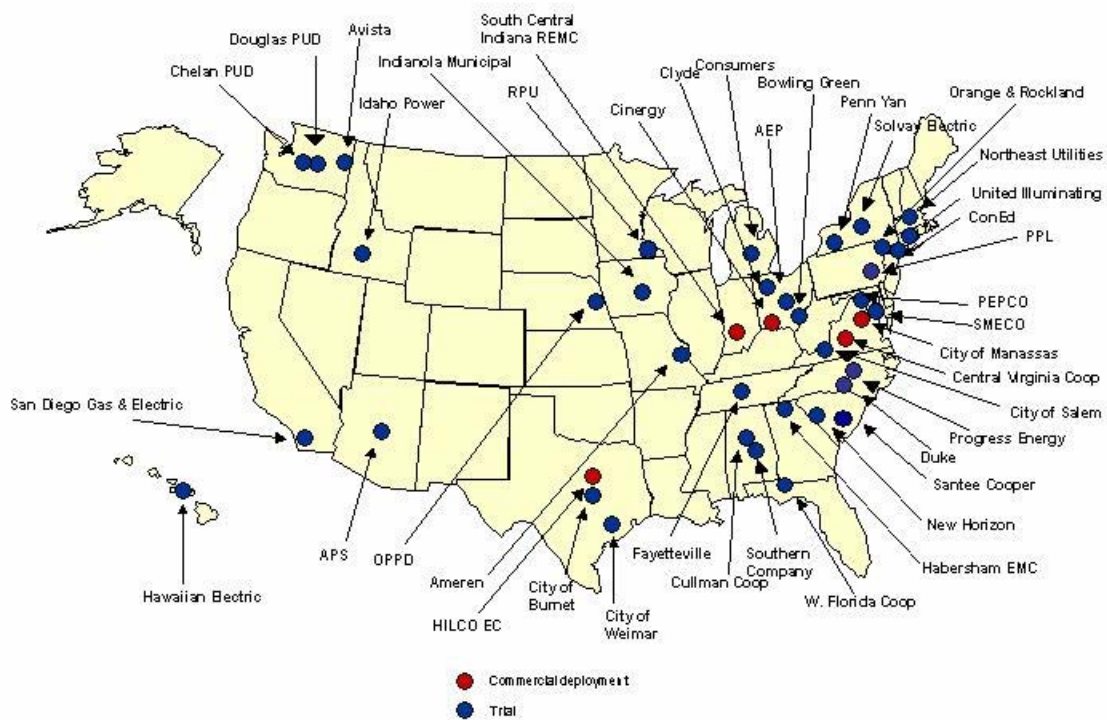 South Central
Indiana REMC
Douglas PUD
Avista
Indianola Municipal
Consumers
Clyde
Bowling Green
Chelan PUD
RPU
Idaho Power
Cinergy
AEP
Penn Yan
Orange & Rockland
Solvay Electric
Northeast Utilities
United Illuminating
ConEd
PPL
PEPCO
SMECO
City of Manassas
Central Virginia Coop
City of Salem
San Diego Gas & Electric
Progress Energy
Duke
Santee Cooper
New Horizon
APS
OPPD
Ameren
Fayetteville
Southern
Company
Habersham EMC
Cullman Coop
City of
Burnet
W. Florida Coop
Hawaiian Electric
HILCO EC
City of
Weimar
Commercial deployment
Trial